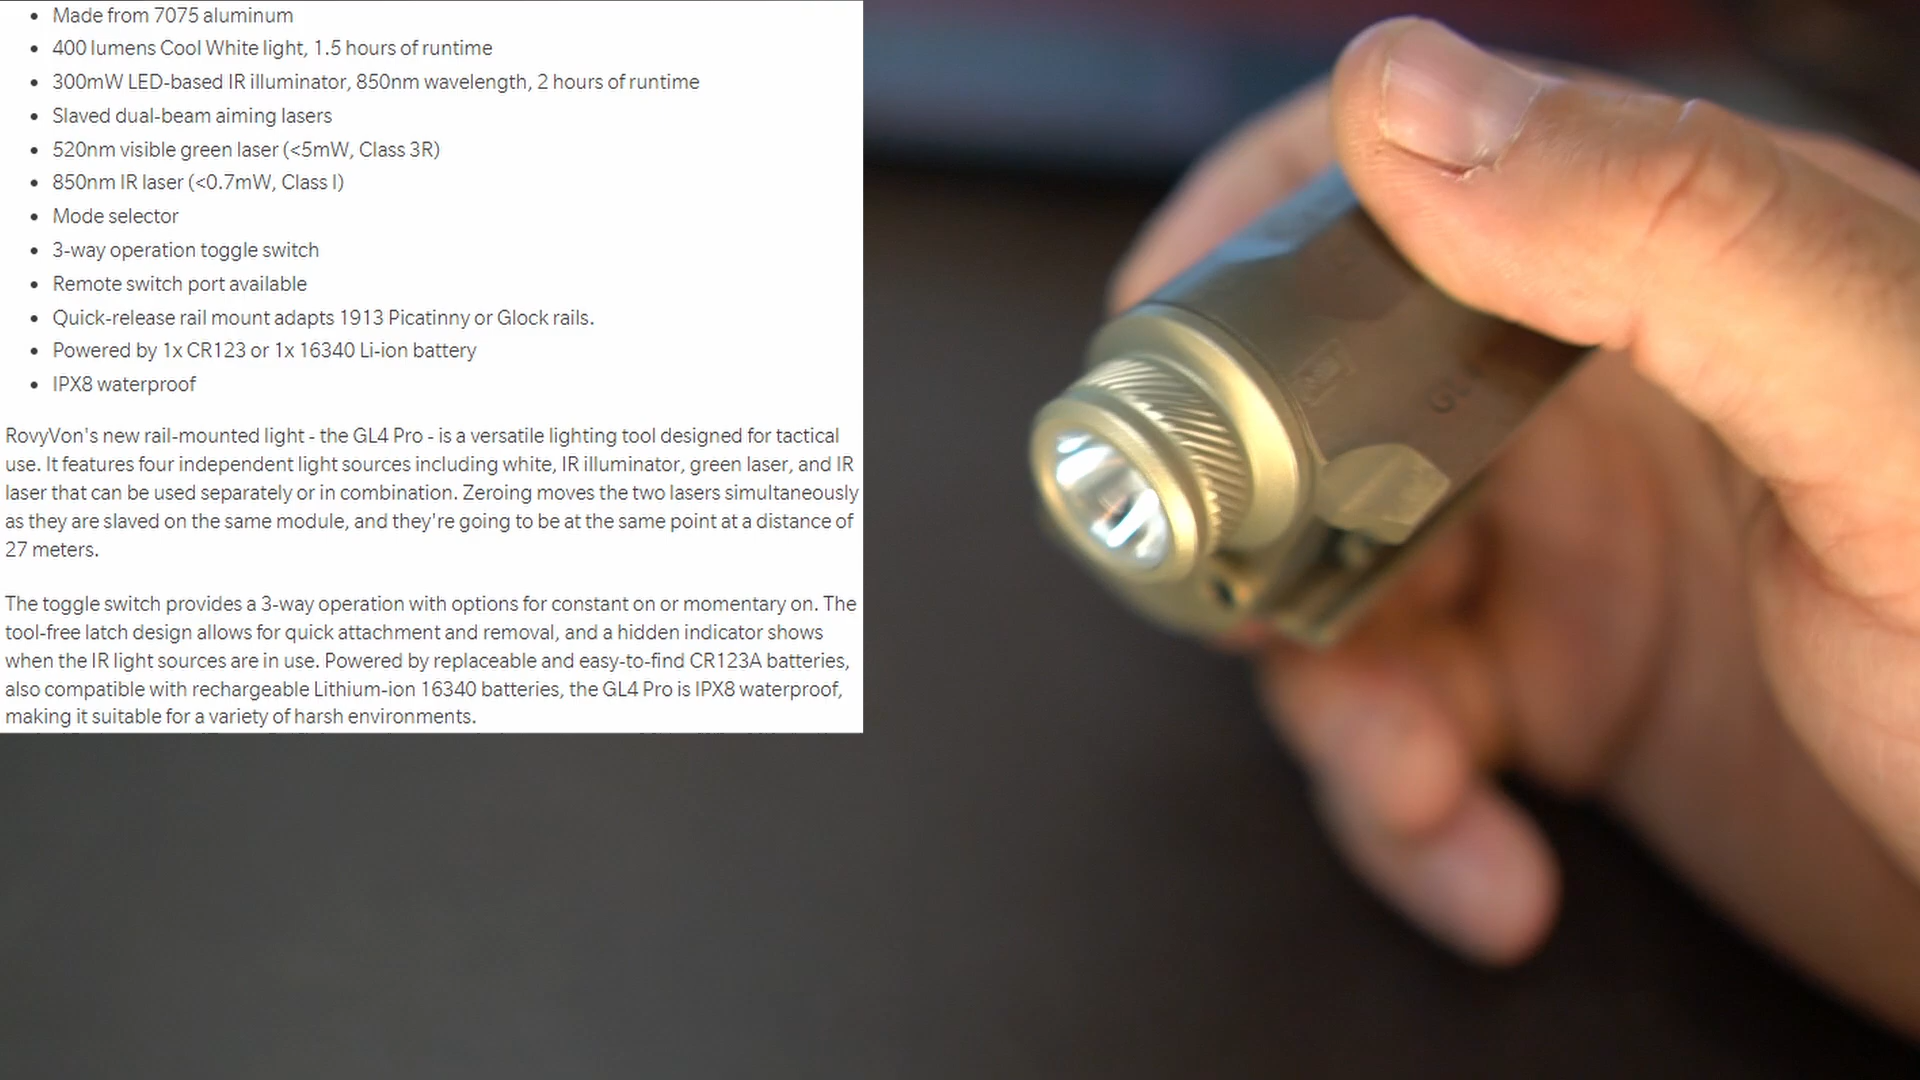 Made from 7075 aluminum
400 lumens Cool White light, 1.5 hours of runtime
300mW LED-based IR illuminator, 850nm wavelength, 2 hours of runtime
Slaved dual-beam aiming lasers
520nm visible green laser (<5mW, Class 3R)
850nm IR laser (<0.7mW, Class I)
Mode selector
3-way operation toggle switch
Remote switch port available
Quick-release rail mount adapts 1913 Picatinny or Glock rails.
Powered by 1x CR123 or 1x 16340 Li-ion battery
IPX8 waterproof
RovyVon's new rail-mounted light - the GL4 Pro - is a versatile lighting tool designed for tactical
use. It features four independent light sources including white, IR illuminator, green laser, and IR
laser that can be used separately or in combination. Zeroing moves the two lasers simultaneously
as they are slaved on the same module, and they're going to be at the same point at a distance of
27 meters.
The toggle switch provides a 3-way operation with options for constant on or momentary on. The
tool-free latch design allows for quick attachment and removal, and a hidden indicator shows
when the IR light sources are in use. Powered by replaceable and easy-to-find CR123A batteries,
also compatible with rechargeable Lithium-ion 16340 batteries, the GL4 Pro is IPX8 waterproof,
making it suitable for a variety of harsh environments.